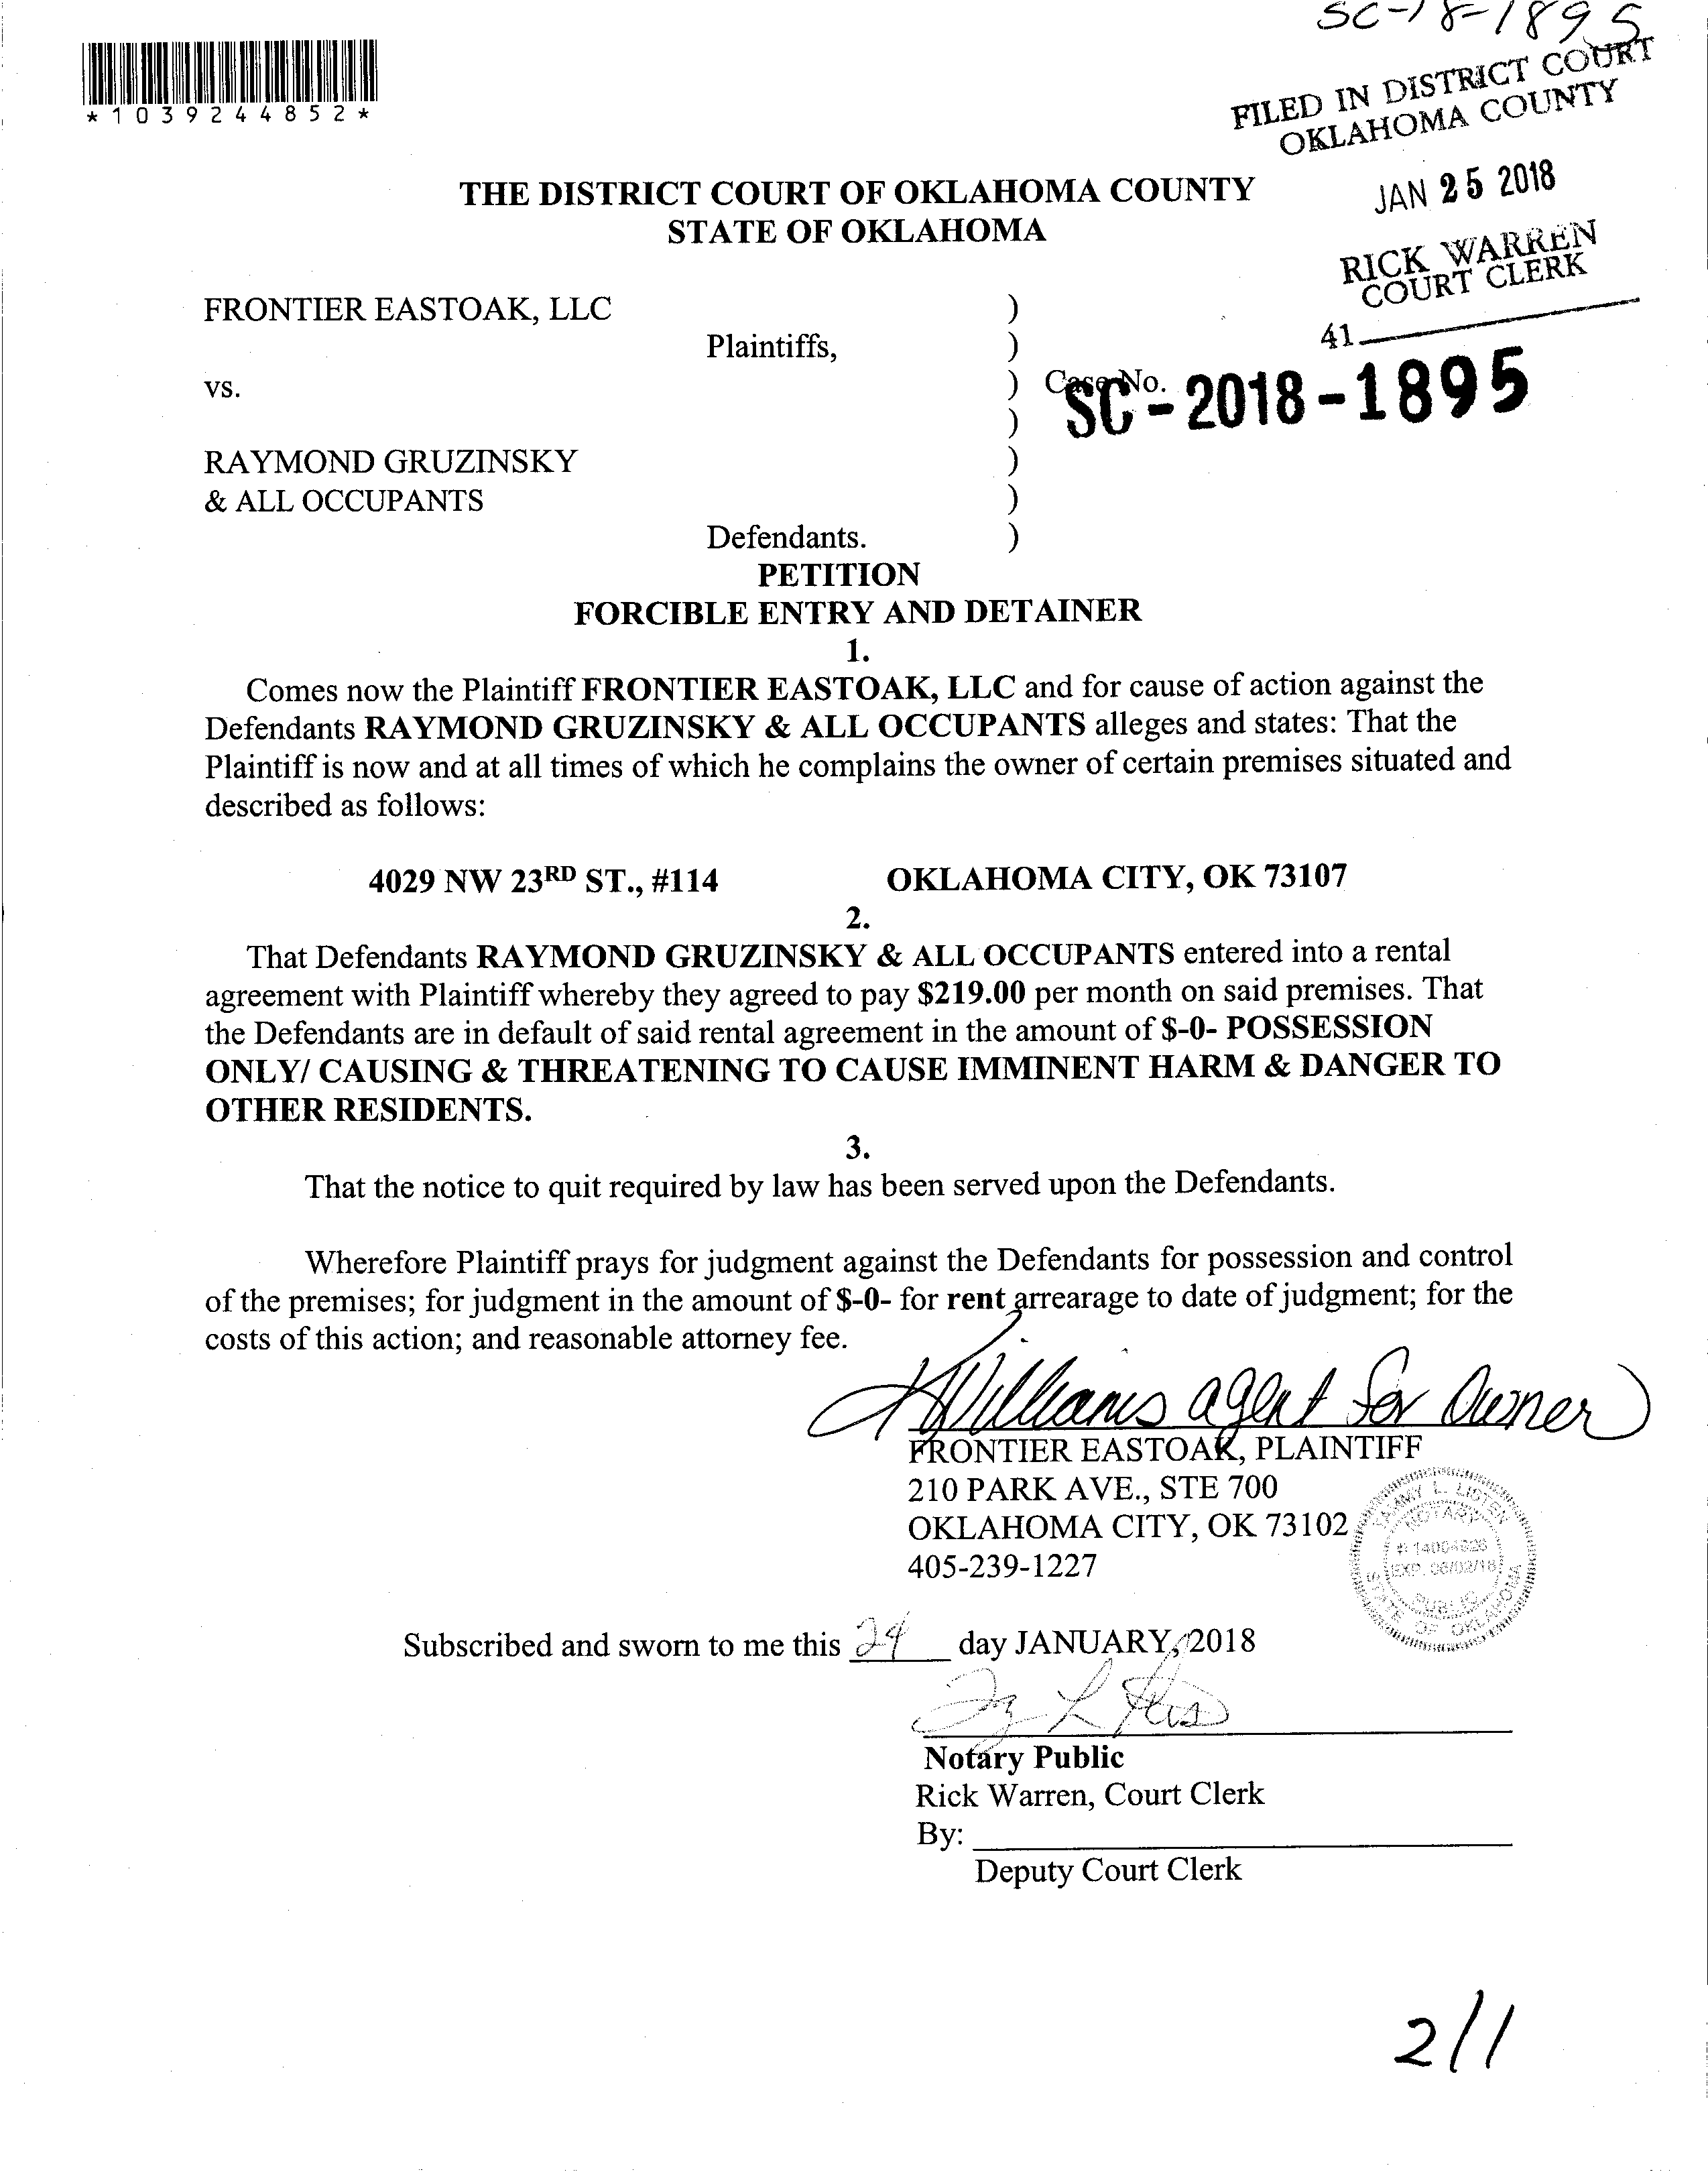 SC-18-1895
*1039244852*
FILED IN DISTRICT COURT
OKLAHOMA COUNTY
JAN 25 2018
RICK WARREN
COURT CLERK
41
THE DISTRICT COURT OF OKLAHOMA COUNTY
STATE OF OKLAHOMA
FRONTIER EASTOAK, LLC )
Plaintiffs, )
vs. ) Case No. SC-2018-1895
)
RAYMOND GRUZINSKY )
& ALL OCCUPANTS )
Defendants. )
PETITION
FORCIBLE ENTRY AND DETAINER
1.
Comes now the Plaintiff FRONTIER EASTOAK, LLC and for cause of action against the
Defendants RAYMOND GRUZINSKY & ALL OCCUPANTS alleges and states: That the
Plaintiff is now and at all times of which he complains the owner of certain premises situated and
described as follows:
4029 NW 23RD ST., #114 OKLAHOMA CITY, OK 73107
2.
That Defendants RAYMOND GRUZINSKY & ALL OCCUPANTS entered into a rental
agreement with Plaintiff whereby they agreed to pay $219.00 per month on said premises. That
the Defendants are in default of said rental agreement in the amount of $-0- POSSESSION
ONLY/ CAUSING & THREATENING TO CAUSE IMMINENT HARM & DANGER TO
OTHER RESIDENTS.
3.
That the notice to quit required by law has been served upon the Defendants.
Wherefore Plaintiff prays for judgment against the Defendants for possession and control
of the premises; for judgment in the amount of $-0- for rent arrearage to date of judgment; for the
costs of this action; and reasonable attorney fee.
Williams agent for Owner
FRONTIER EASTOAK, PLAINTIFF
210 PARK AVE., STE 700
OKLAHOMA CITY, OK 73102
405-239-1227
NOTARY
PUBLIC
STATE OF OKLAHOMA
Subscribed and sworn to me this 24 day JANUARY, 2018
Notary Public
Rick Warren, Court Clerk
By:
Deputy Court Clerk
2/1